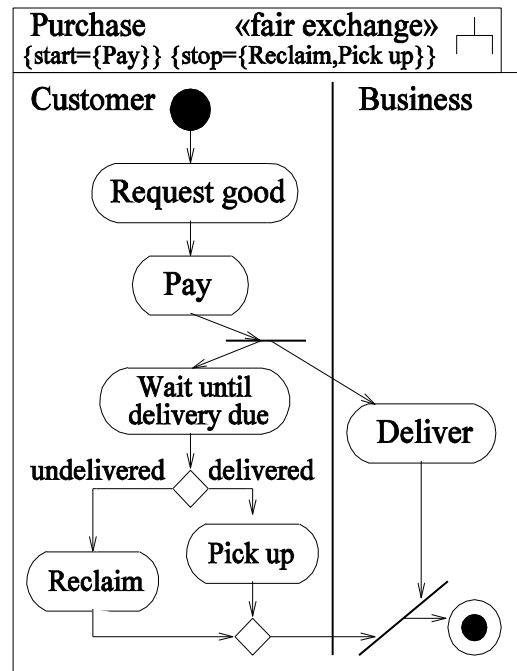 Purchase «fair exchange»
{start={Pay}} {stop={Reclaim,Pick up}}
Customer Business
Request good
Pay
Wait until
delivery due
Deliver
undelivered delivered
Pick up
Reclaim